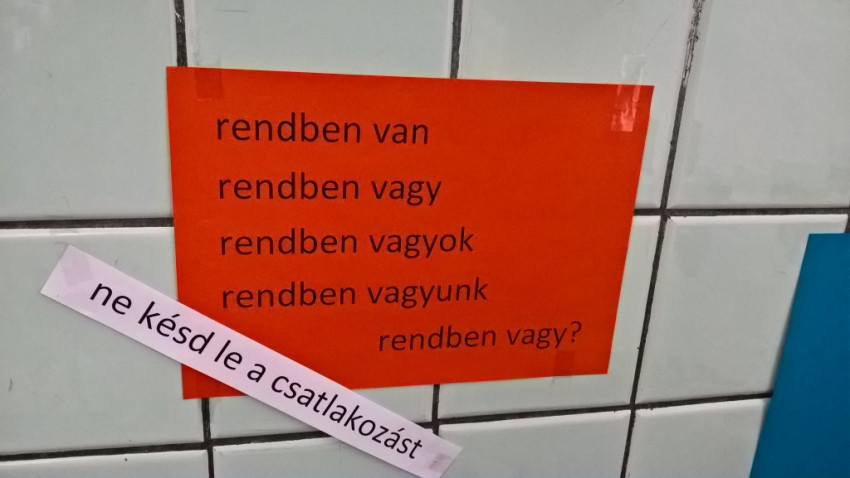 rendben van
rendben vagy
rendben vagyok
rendben vagyunk
rendben vagy?
ne késd le a csatlakozást